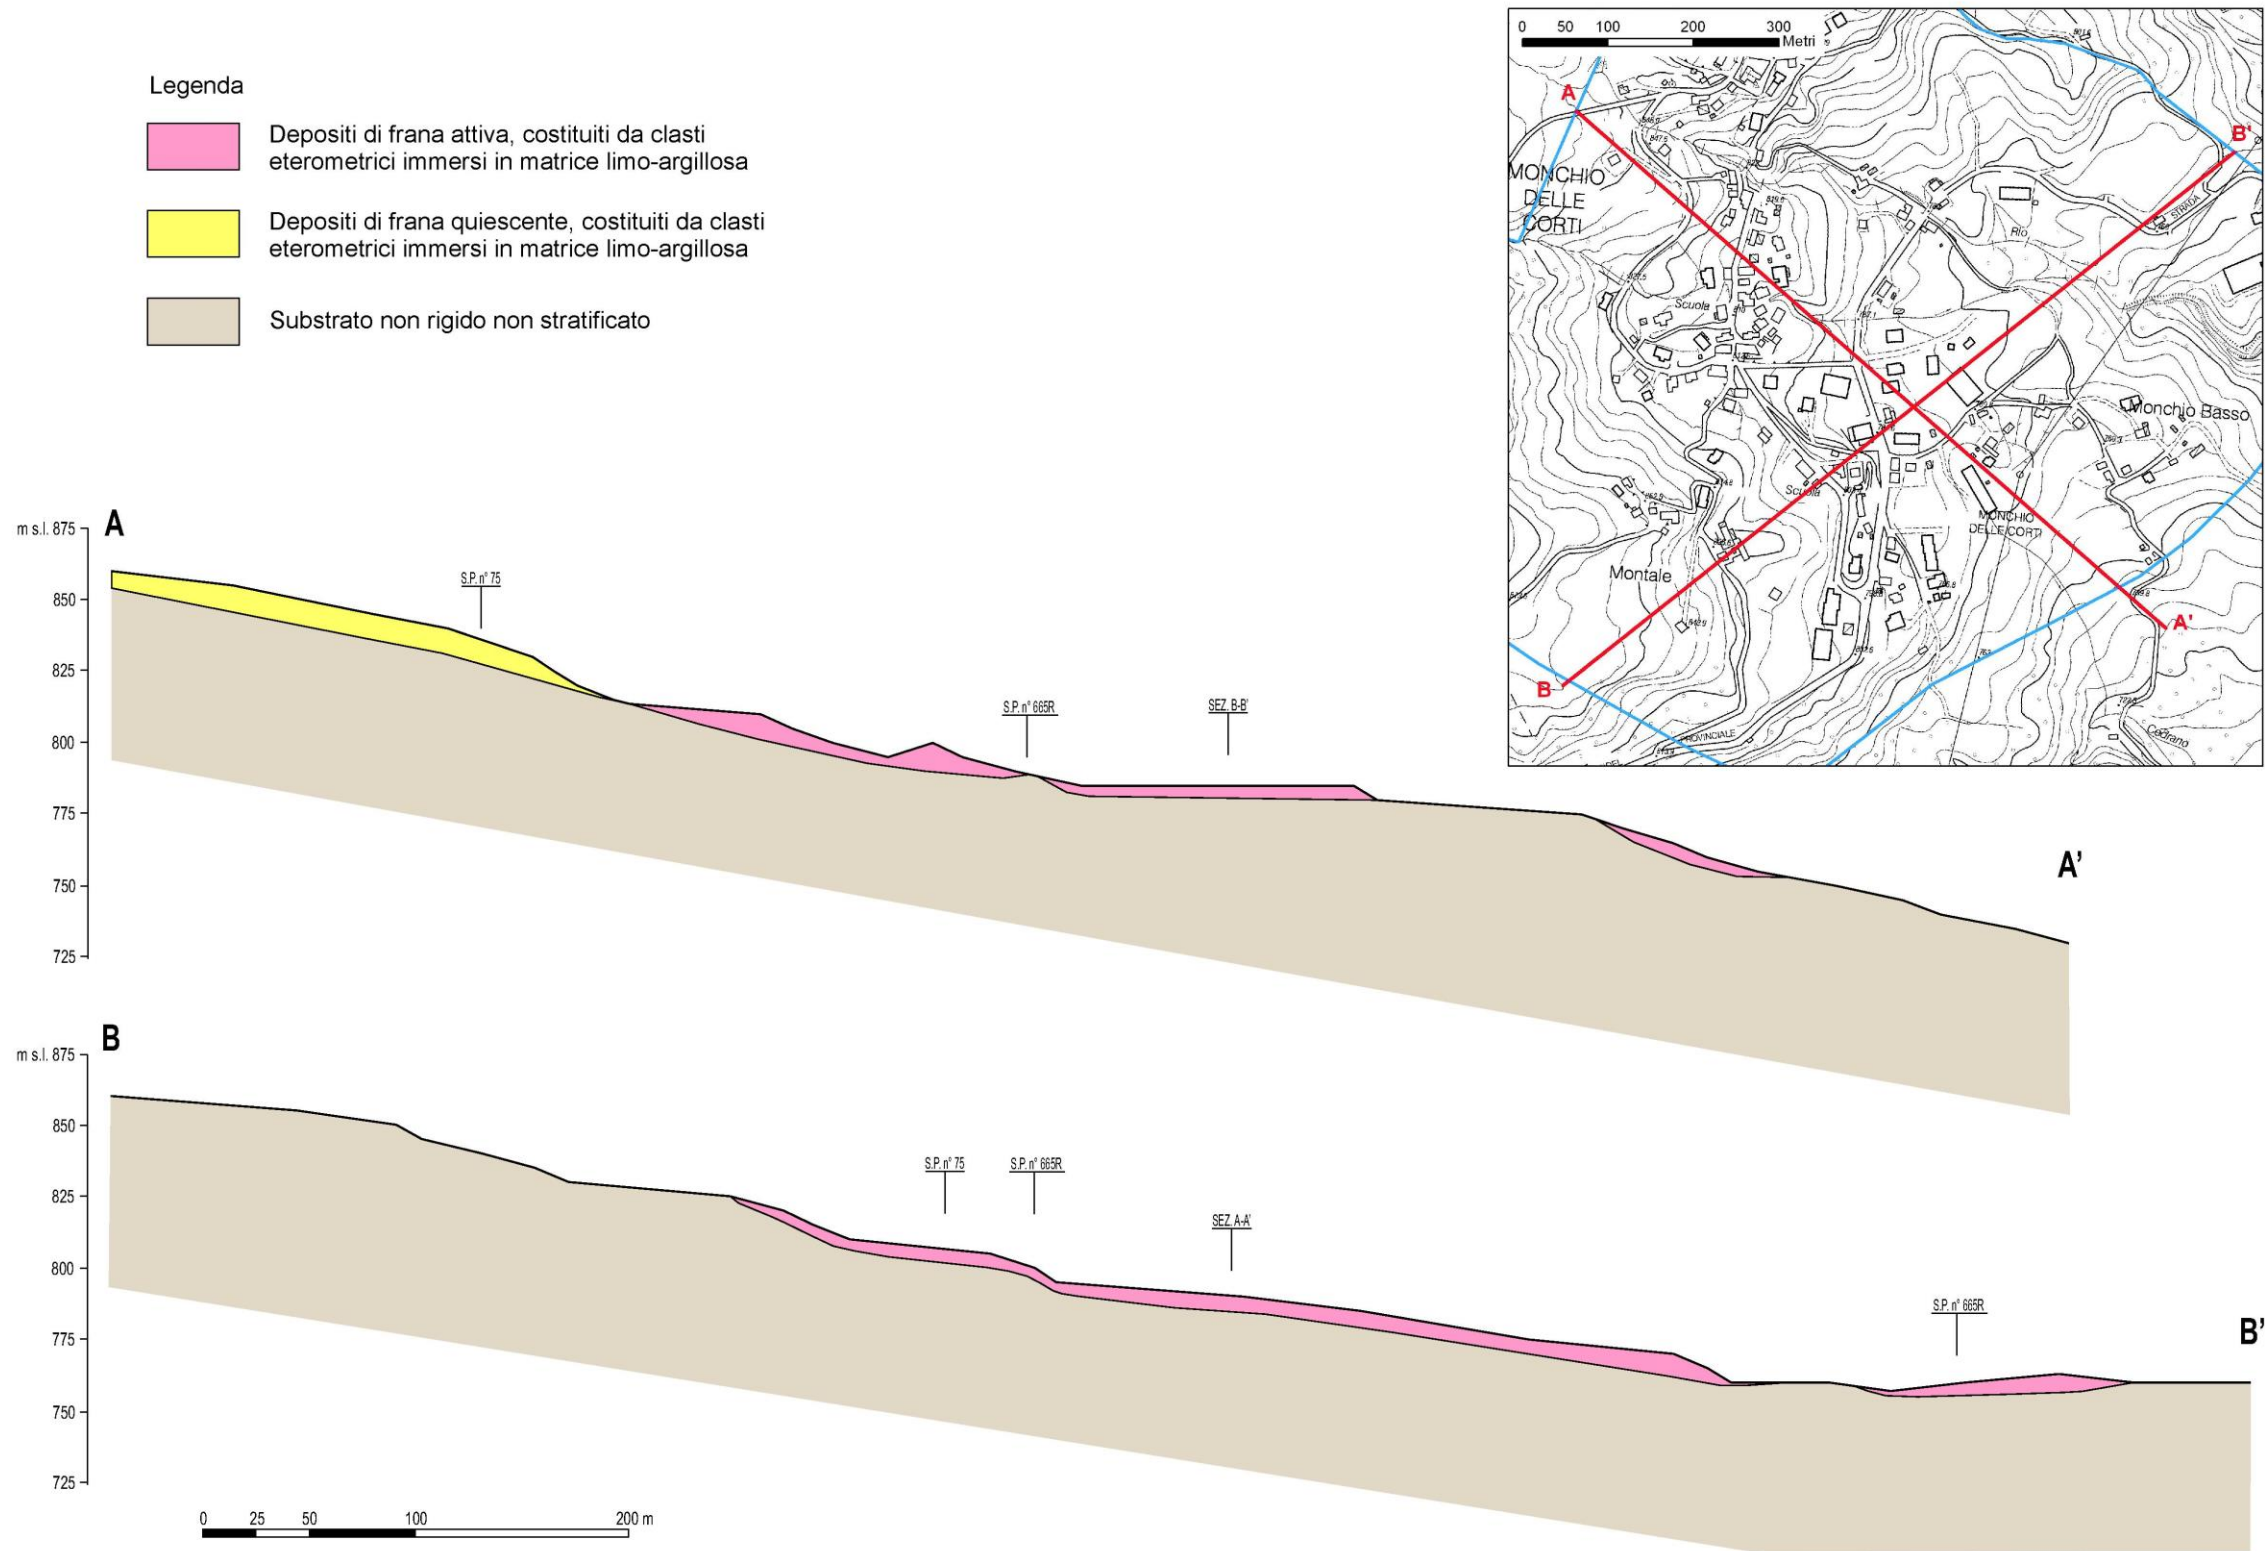 Legenda
Depositi di frana attiva, costituiti da clasti
eterometrici immersi in matrice limo-argillosa
Depositi di frana quiescente, costituiti da clasti
eterometrici immersi in matrice limo-argillosa
Substrato non rigido non stratificato
0 50 100 200 300
Metri
A
B'
MONCHIO
DELLE
CORTI
STRADA
Rio
Scuola
Monchio Basso
Scuola
MONCHIO
DELLE CORTI
Montale
A'
B
PROVINCIALE
Cedrano
A
m s.l. 875
850
825
800
775
750
725
S.P. n° 75
S.P. n° 665R
SEZ. B-B'
A'
B
m s.l. 875
850
825
800
775
750
725
S.P. n° 75
S.P. n° 665R
SEZ. A-A'
S.P. n° 665R
B'
0 25 50 100 200 m